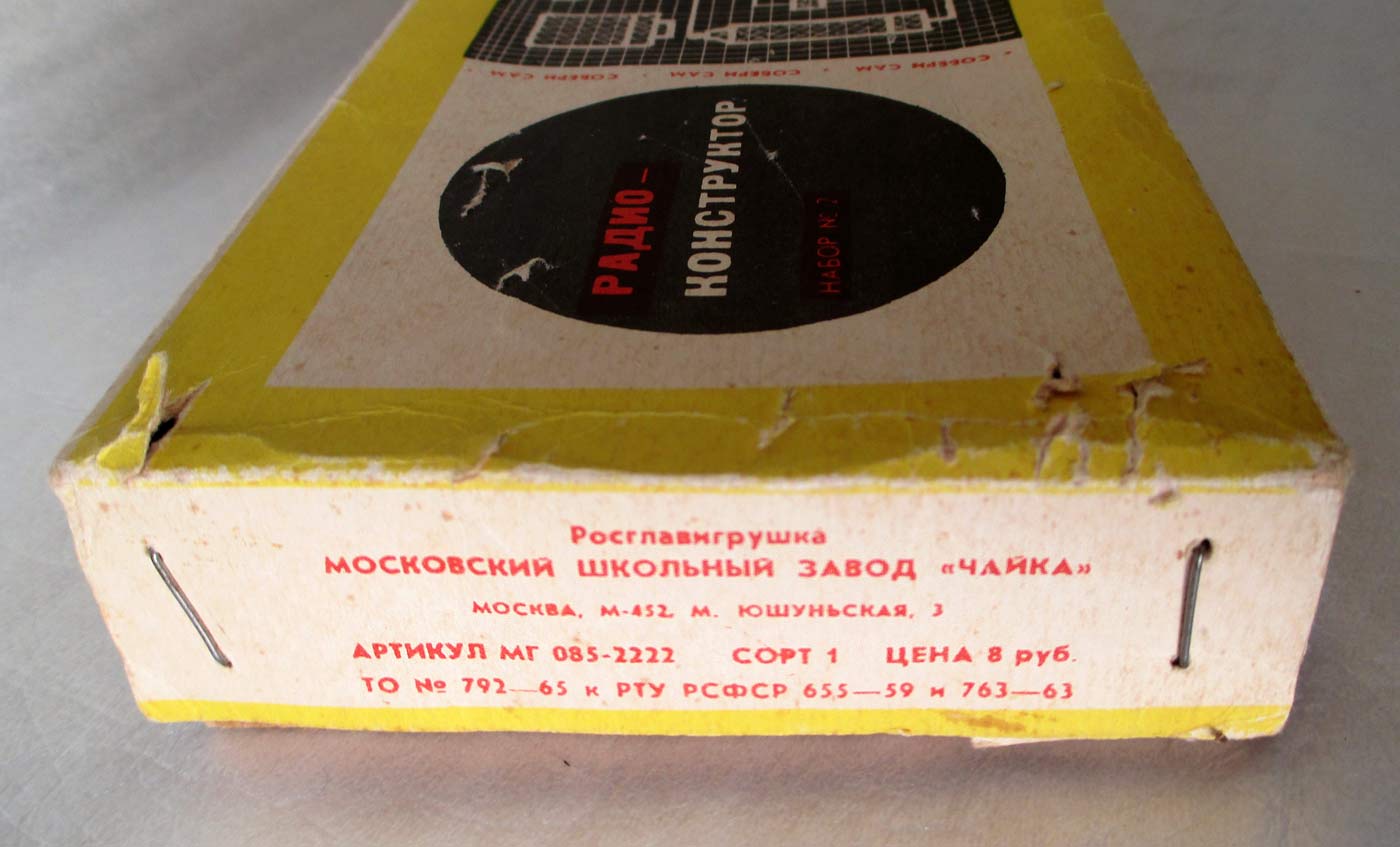 СОБЕРИ САМ · СОБЕРИ САМ · СОБЕРИ САМ · СОБЕРИ САМ
РАДИО-
КОНСТРУКТОР
НАБОР № 2
Росглавигрушка
МОСКОВСКИЙ ШКОЛЬНЫЙ ЗАВОД «ЧАЙКА»
МОСКВА, М-452, М. ЮШУНЬСКАЯ, 3
АРТИКУЛ МГ 085-2222 СОРТ 1 ЦЕНА 8 руб.
ТО № 792—65 к РТУ РСФСР 655—59 и 763—63